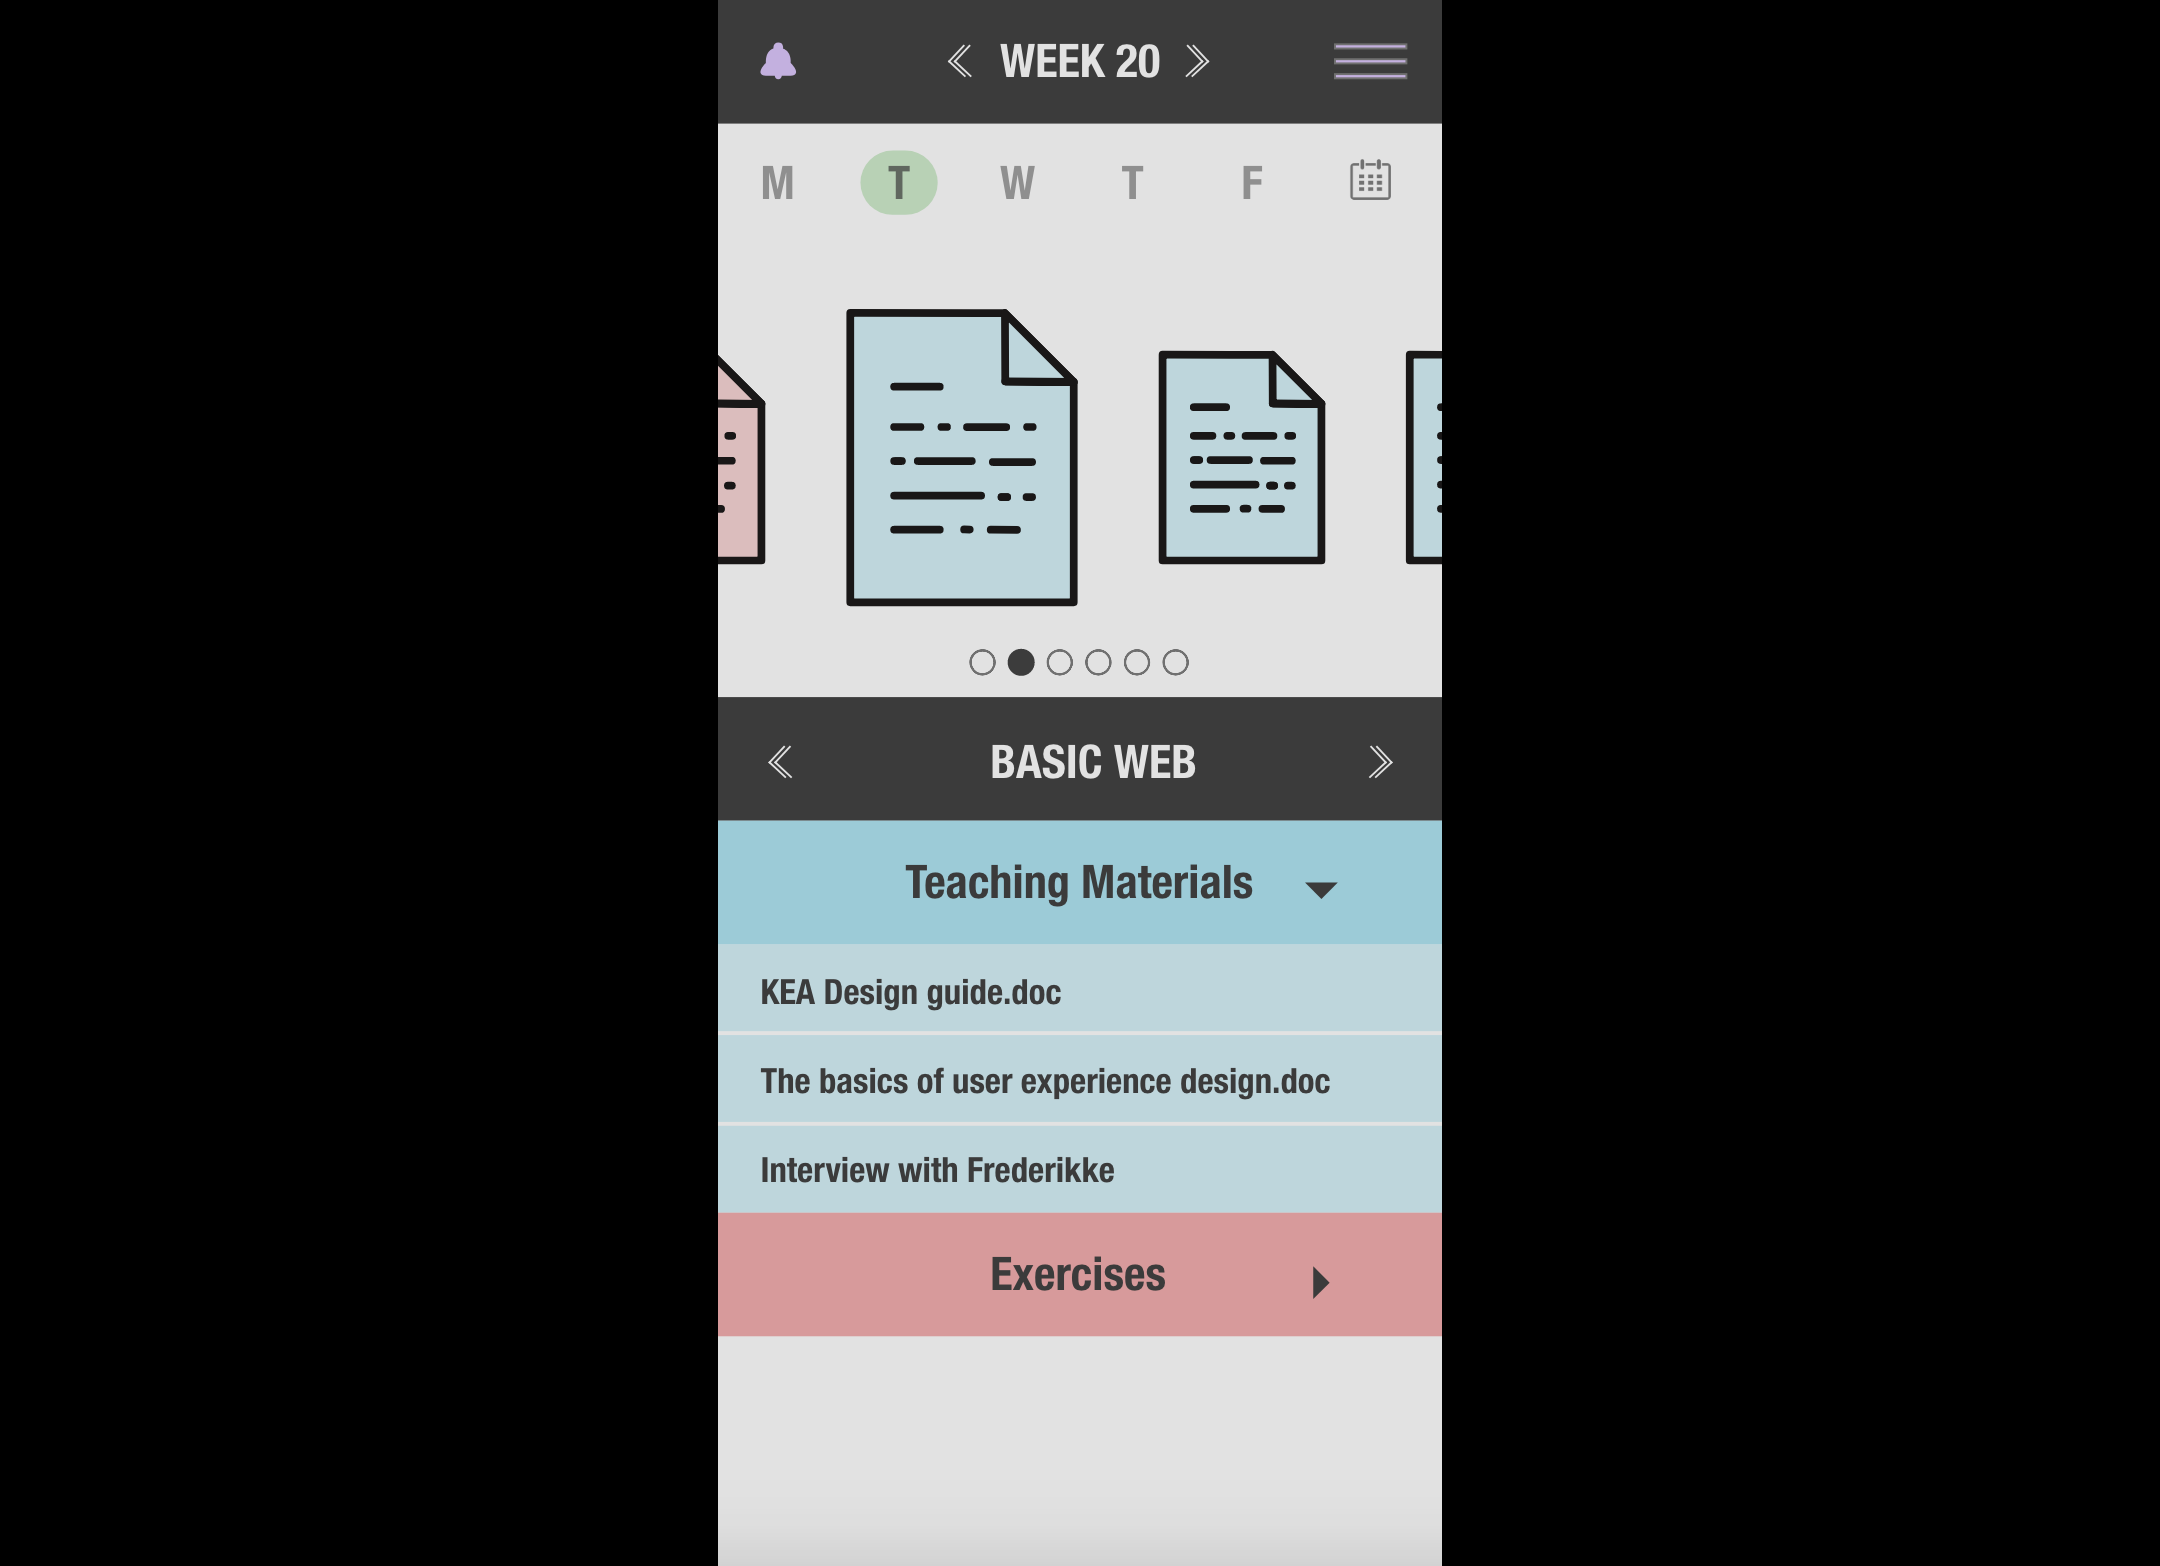 WEEK 20
M T W T F
BASIC WEB
Teaching Materials
KEA Design guide.doc
The basics of user experience design.doc
Interview with Frederikke
Exercises